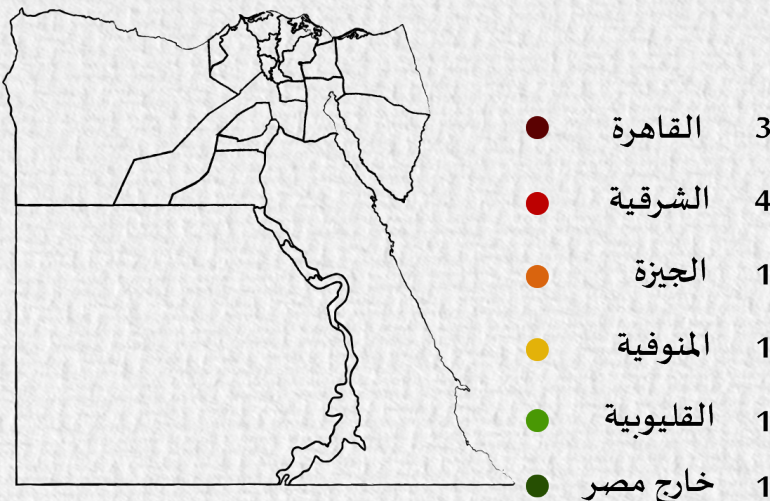 3 القاهرة
4 الشرقية
1 الجيزة
1 المنوفية
1 القليوبية
1 خارج مصر